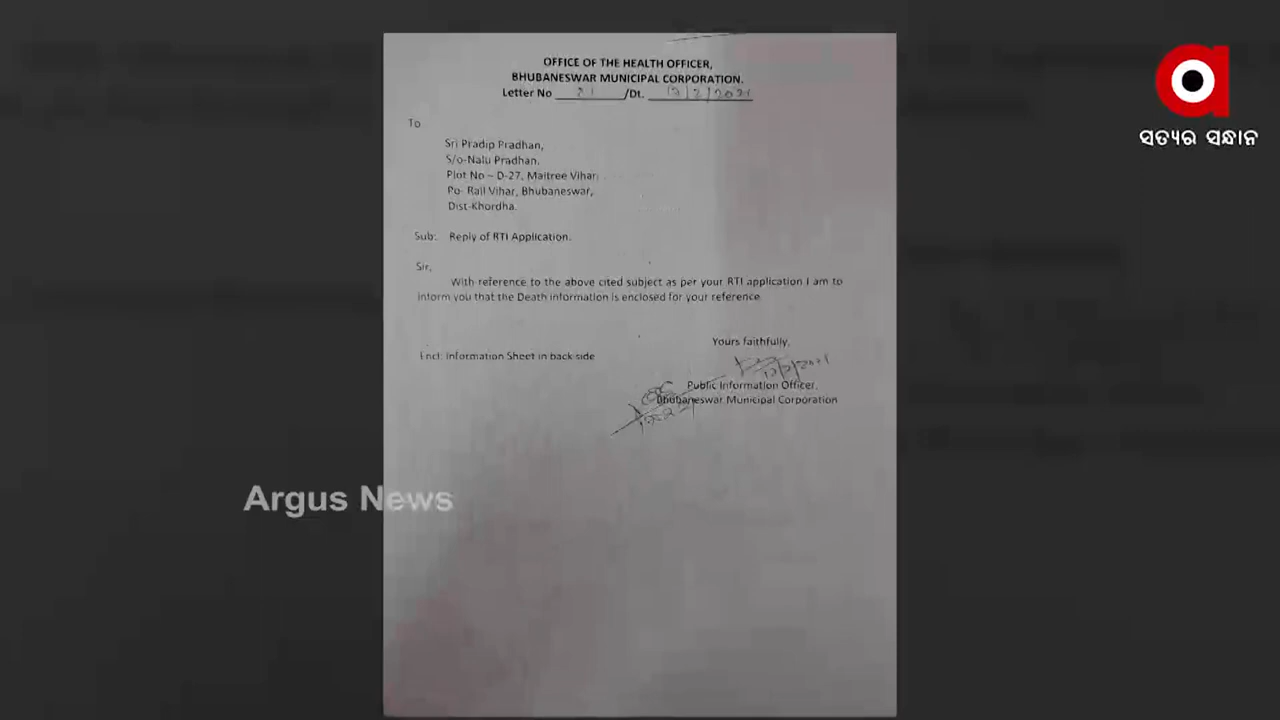 OFFICE OF THE HEALTH OFFICER,
BHUBANESWAR MUNICIPAL CORPORATION.
Letter No 21 /Dt. /2/2021
To
Sri Pradip Pradhan,
S/o-Nalu Pradhan,
Plot No – D-27, Maitree Vihar
Po- Rail Vihar, Bhubaneswar,
Dist-Khordha.
Sub: Reply of RTI Application.
Sir,
With reference to the above cited subject as per your RTI application I am to
inform you that the Death information is enclosed for your reference
Yours faithfully,
Encl: Information Sheet in back side
Public Information Officer,
Bhubaneswar Municipal Corporation
Argus News
ସତ୍ୟର ସନ୍ଧାନ